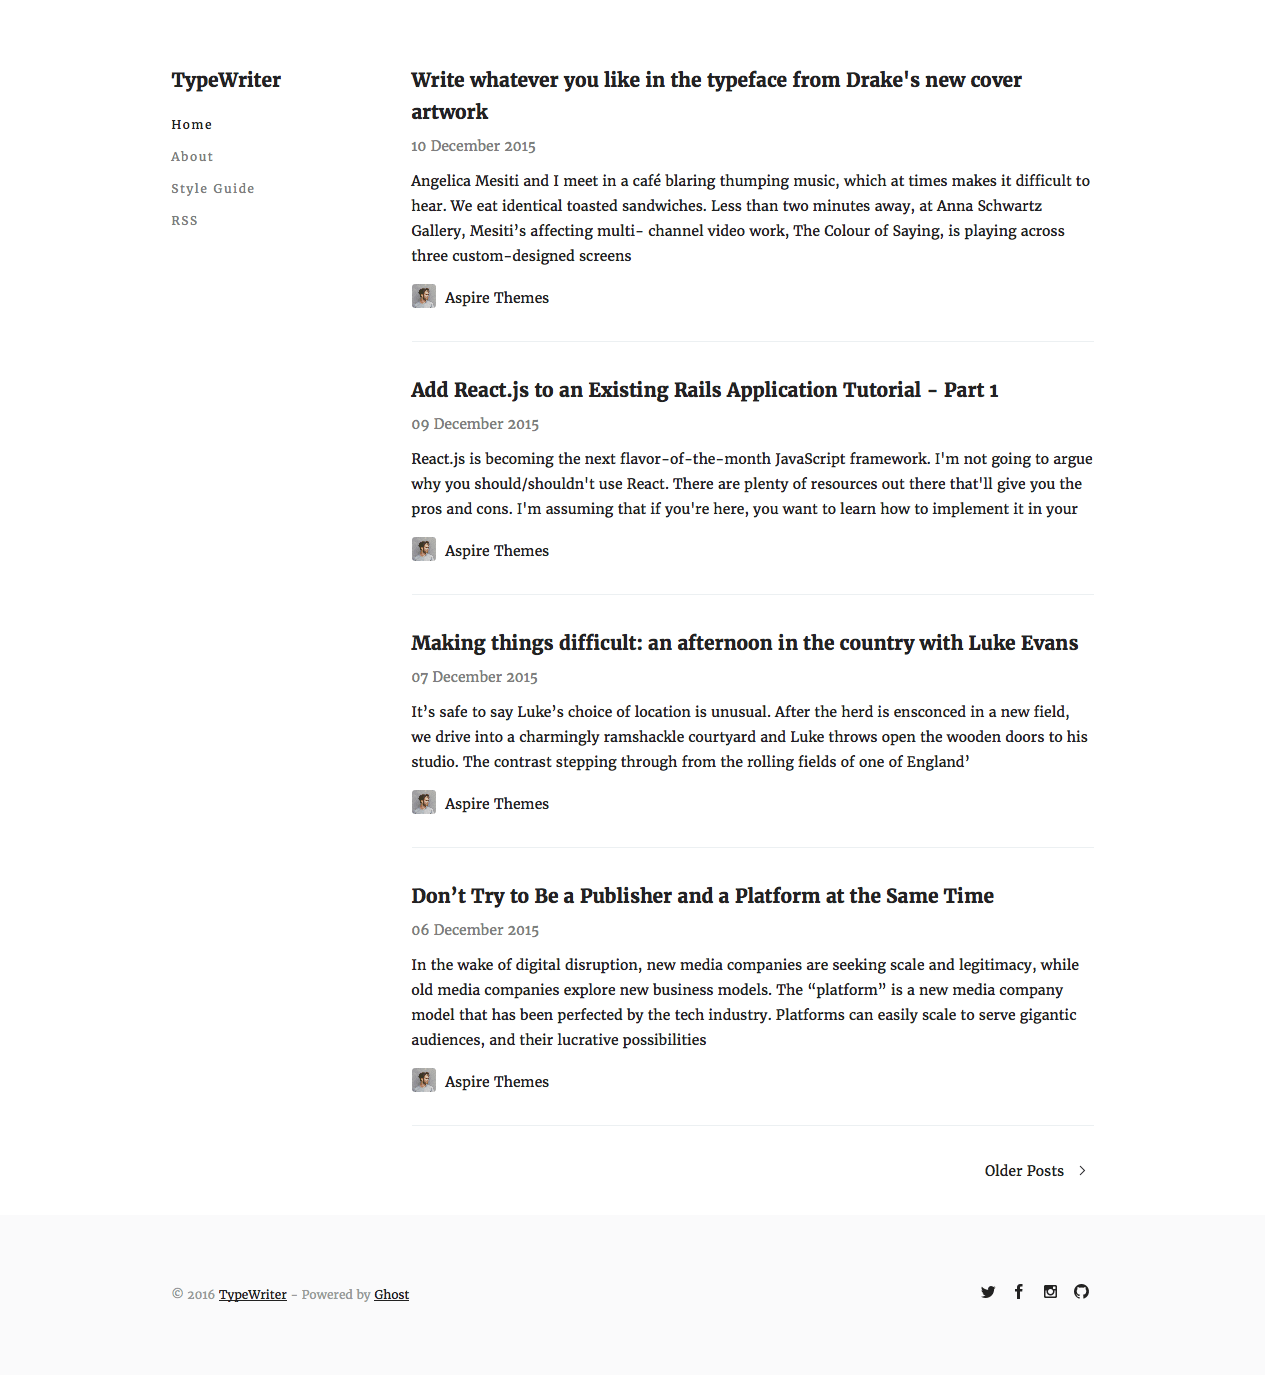 TypeWriter
Home
About
Style Guide
RSS
Write whatever you like in the typeface from Drake's new cover
artwork
10 December 2015
Angelica Mesiti and I meet in a café blaring thumping music, which at times makes it difficult to
hear. We eat identical toasted sandwiches. Less than two minutes away, at Anna Schwartz
Gallery, Mesiti’s affecting multi- channel video work, The Colour of Saying, is playing across
three custom-designed screens
Aspire Themes
Add React.js to an Existing Rails Application Tutorial - Part 1
09 December 2015
React.js is becoming the next flavor-of-the-month JavaScript framework. I'm not going to argue
why you should/shouldn't use React. There are plenty of resources out there that'll give you the
pros and cons. I'm assuming that if you're here, you want to learn how to implement it in your
Aspire Themes
Making things difficult: an afternoon in the country with Luke Evans
07 December 2015
It’s safe to say Luke’s choice of location is unusual. After the herd is ensconced in a new field,
we drive into a charmingly ramshackle courtyard and Luke throws open the wooden doors to his
studio. The contrast stepping through from the rolling fields of one of England’
Aspire Themes
Don’t Try to Be a Publisher and a Platform at the Same Time
06 December 2015
In the wake of digital disruption, new media companies are seeking scale and legitimacy, while
old media companies explore new business models. The “platform” is a new media company
model that has been perfected by the tech industry. Platforms can easily scale to serve gigantic
audiences, and their lucrative possibilities
Aspire Themes
Older Posts
© 2016 TypeWriter - Powered by Ghost